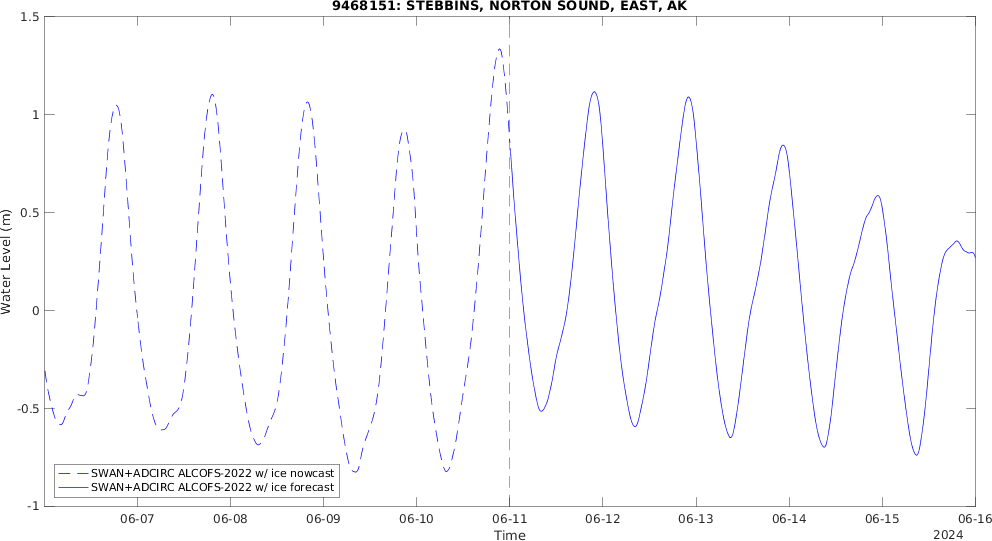 9468151: STEBBINS, NORTON SOUND, EAST, AK
1.5
1
0.5
0
-0.5
-1
Water Level (m)
SWAN+ADCIRC ALCOFS-2022 w/ ice nowcast
SWAN+ADCIRC ALCOFS-2022 w/ ice forecast
06-07 06-08 06-09 06-10 06-11 06-12 06-13 06-14 06-15 06-16
Time
2024